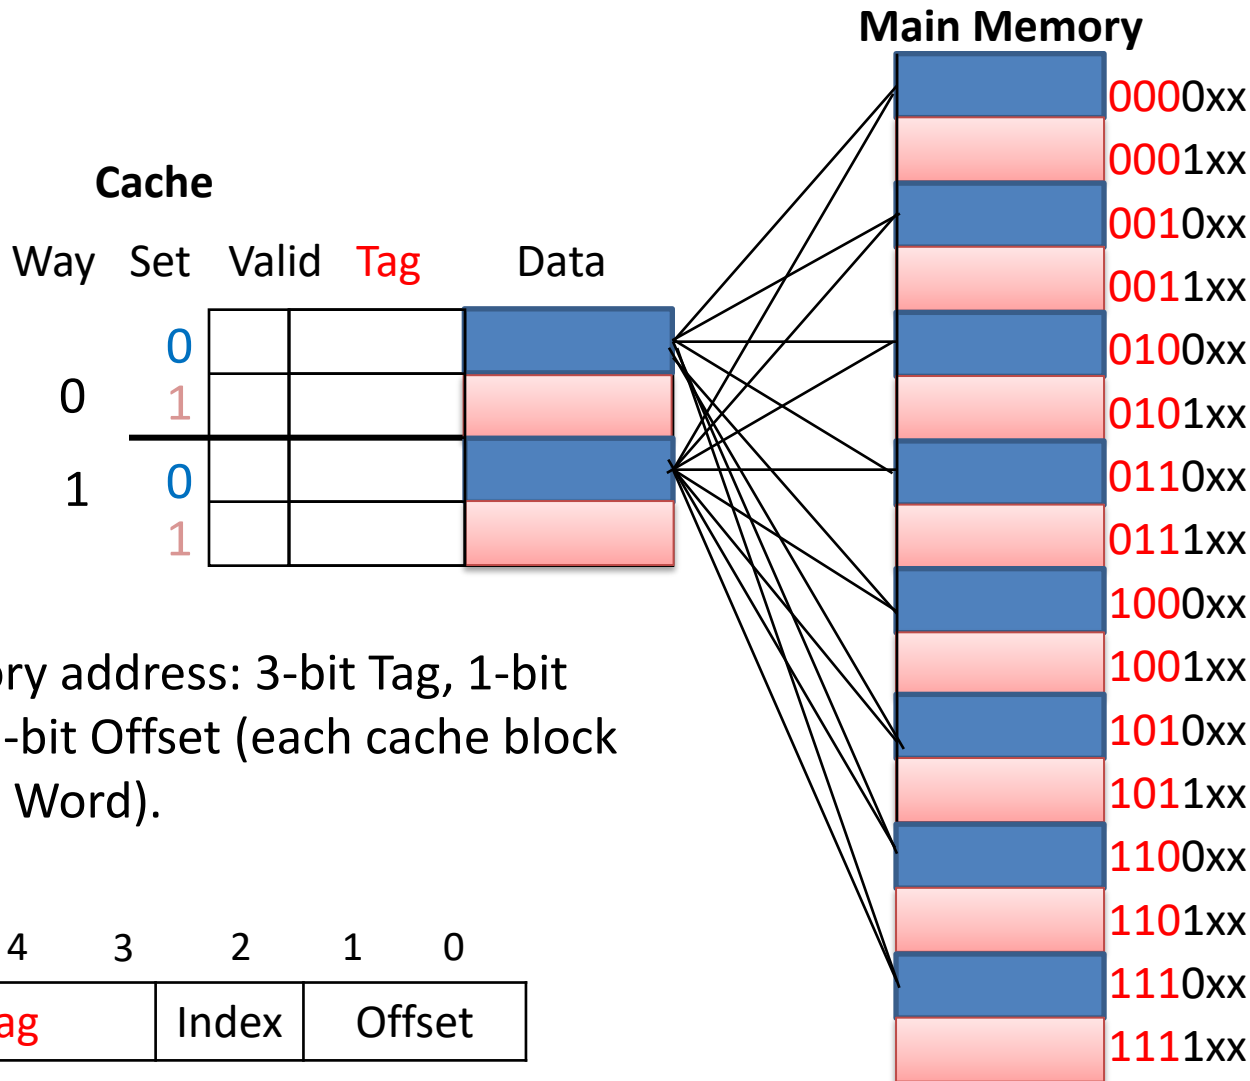 Main Memory
0000xx
0001xx
Cache
0010xx
Way Set Valid Tag Data
0011xx
0 0100xx
0
1 0101xx
0 0110xx
1
1 0111xx
1000xx
ory address: 3-bit Tag, 1-bit
1001xx
-bit Offset (each cache block
1010xx
Word).
1011xx
1100xx
1101xx
4 3 2 1 0
1110xx
ag Index Offset
1111xx